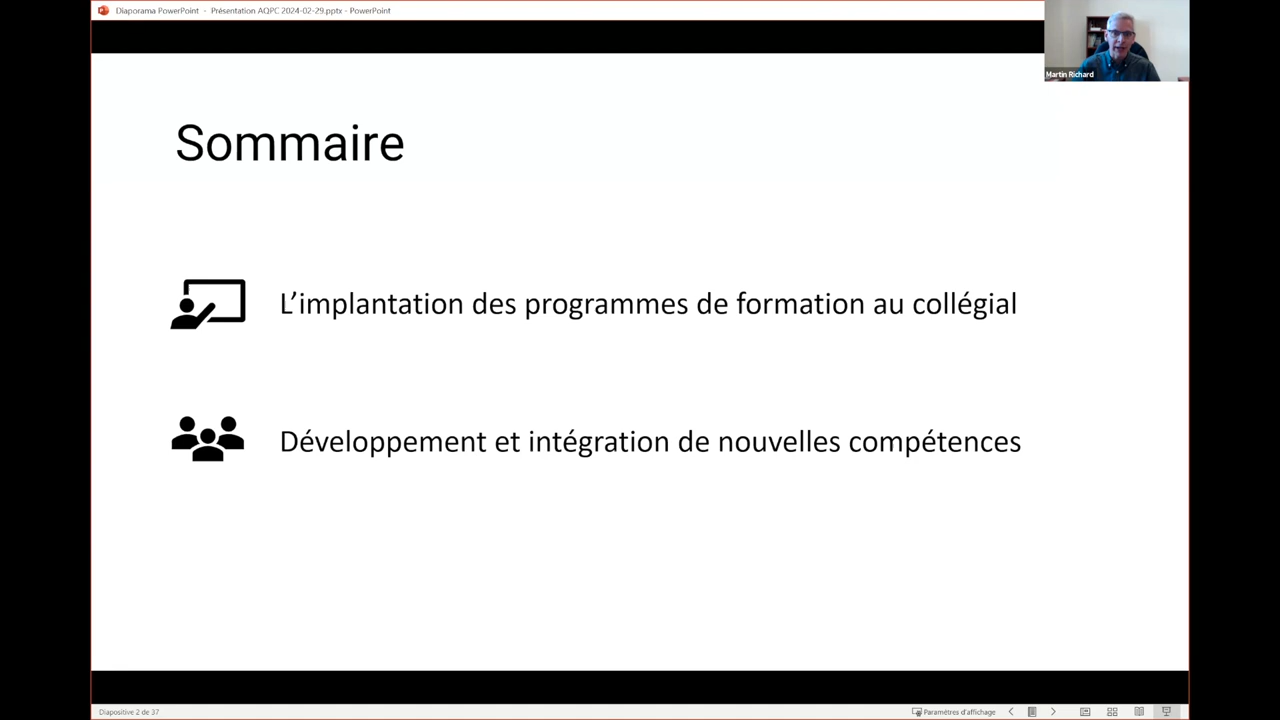 Diaporama PowerPoint - Présentation AQPC 2024-02-29.pptx - PowerPoint
Martin Richard
Sommaire
L'implantation des programmes de formation au collégial
Développement et intégration de nouvelles compétences
Diapositive 2 de 37
Paramètres d'affichage